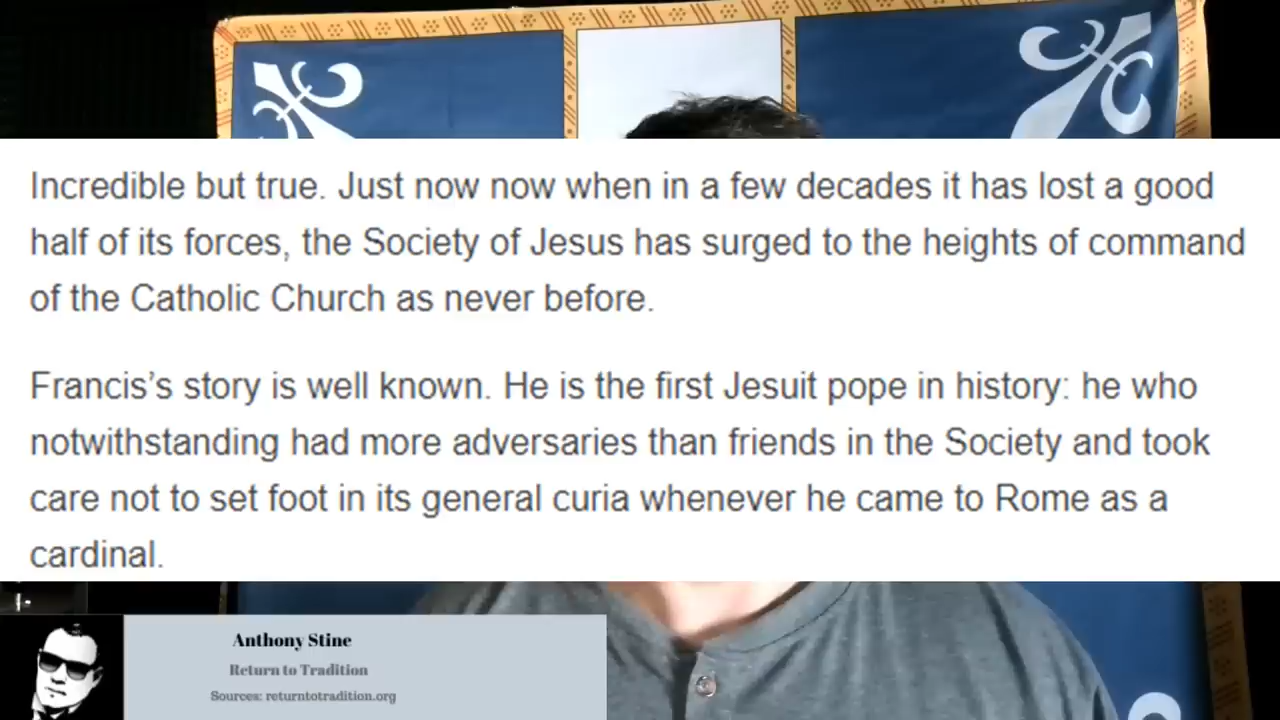 Incredible but true. Just now now when in a few decades it has lost a good
half of its forces, the Society of Jesus has surged to the heights of command
of the Catholic Church as never before.
Francis’s story is well known. He is the first Jesuit pope in history: he who
notwithstanding had more adversaries than friends in the Society and took
care not to set foot in its general curia whenever he came to Rome as a
cardinal.
Anthony Stine
Return to Tradition
Sources: returntotradition.org